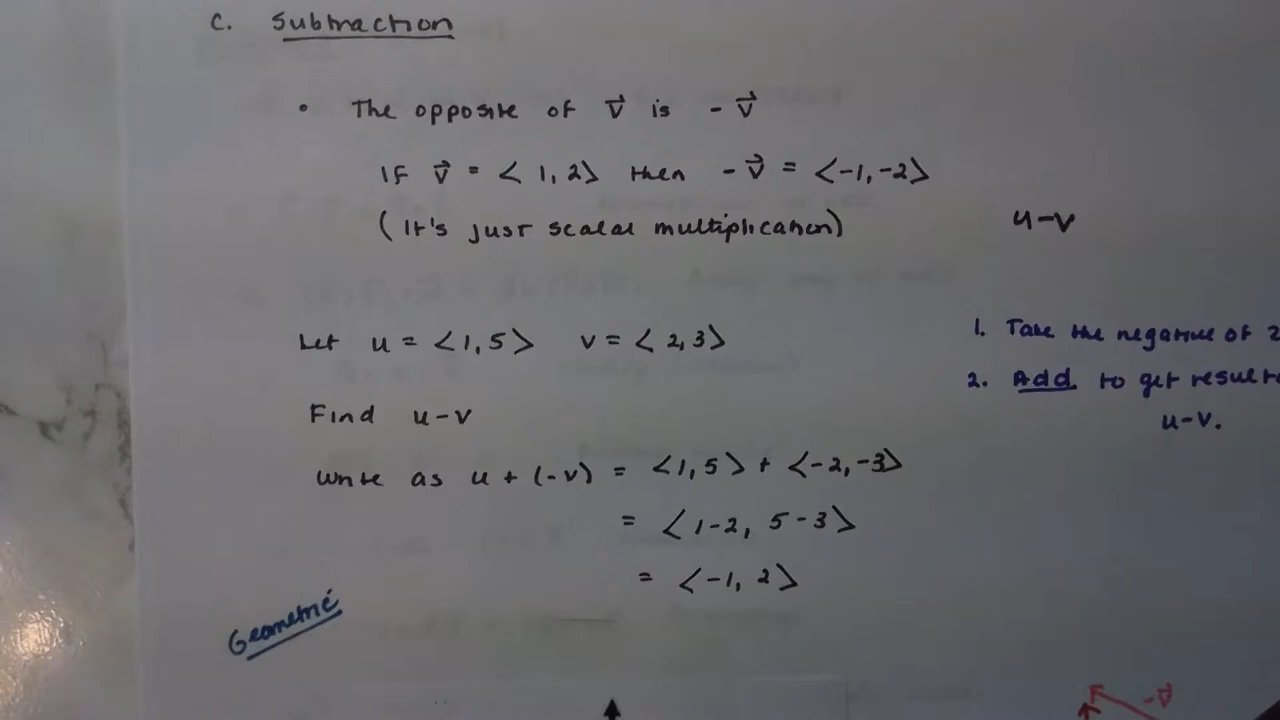 C. Subtraction
• The opposite of v⃗ is -v⃗
If v⃗ = <1, 2> then -v⃗ = <-1, -2>
(It's just scalar multiplication)
u-v
Let u = <1, 5> v = <2, 3>
Find u-v
Write as u + (-v) = <1, 5> + <-2, -3>
= <1-2, 5-3>
= <-1, 2>
1. Take the negative of 2
2. Add to get result
u-v.
Geometric
-v⃗